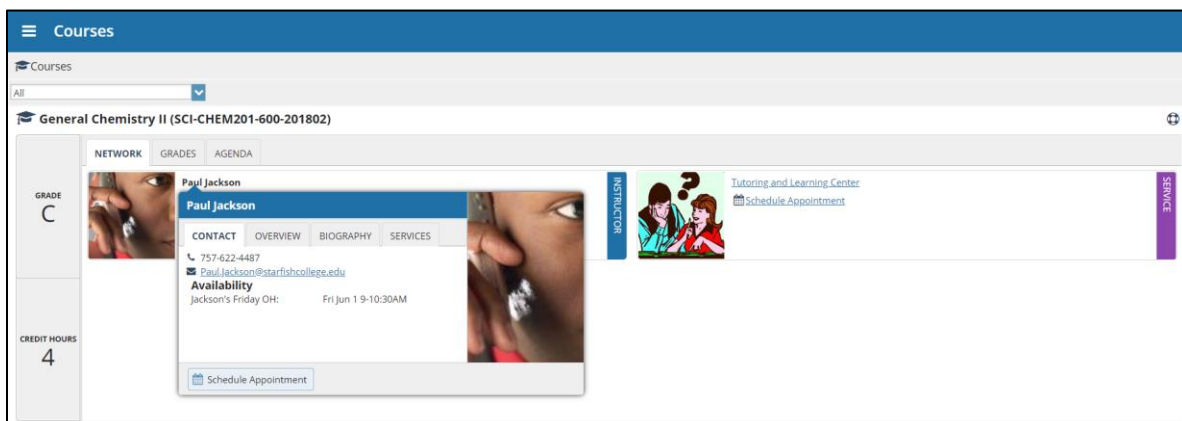 Courses
Courses
All
General Chemistry II (SCI-CHEM201-600-201802)
NETWORK GRADES AGENDA
GRADE
C
CREDIT HOURS
4
Paul Jackson
INSTRUCTOR
Paul Jackson
CONTACT OVERVIEW BIOGRAPHY SERVICES
757-622-4487
Paul.Jackson@starfishcollege.edu
Availability
Jackson's Friday OH: Fri Jun 1 9-10:30AM
Schedule Appointment
Tutoring and Learning Center
Schedule Appointment
SERVICE